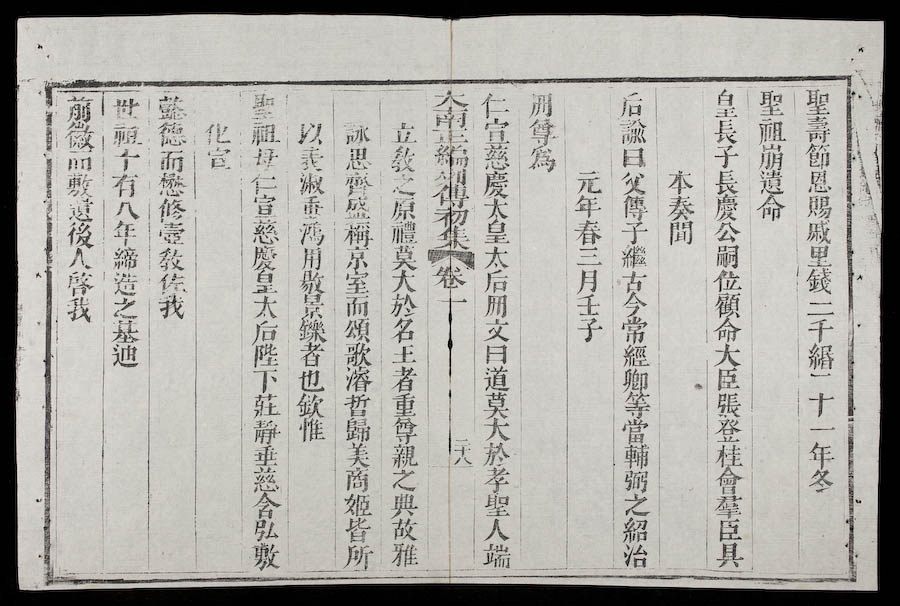 聖壽節恩賜戚里錢二千緡二十一年冬
聖祖崩遺命
皇長子長慶公嗣位顧命大臣張登桂會羣臣具
本奏聞
后諭曰父傳子繼古今常經卿等當輔弼之紹治
元年春三月壬子
冊尊為
仁宣慈慶太皇太后冊文曰道莫大於孝聖人端
大南正編列傳初集 卷一 二十八
立敎之原禮莫大於名王者重尊親之典故雅
詠思齊盛稱京室而頌歌濬哲歸美商姬皆所
以表淑垂鴻用敭景鑠者也欽惟
聖祖母仁宣慈慶皇太后陛下莊靜垂慈含弘敷
化宣
懿德而懋修壼敎佐我
世祖十有八年締造之基迪
前徽而敷遺後人啓我